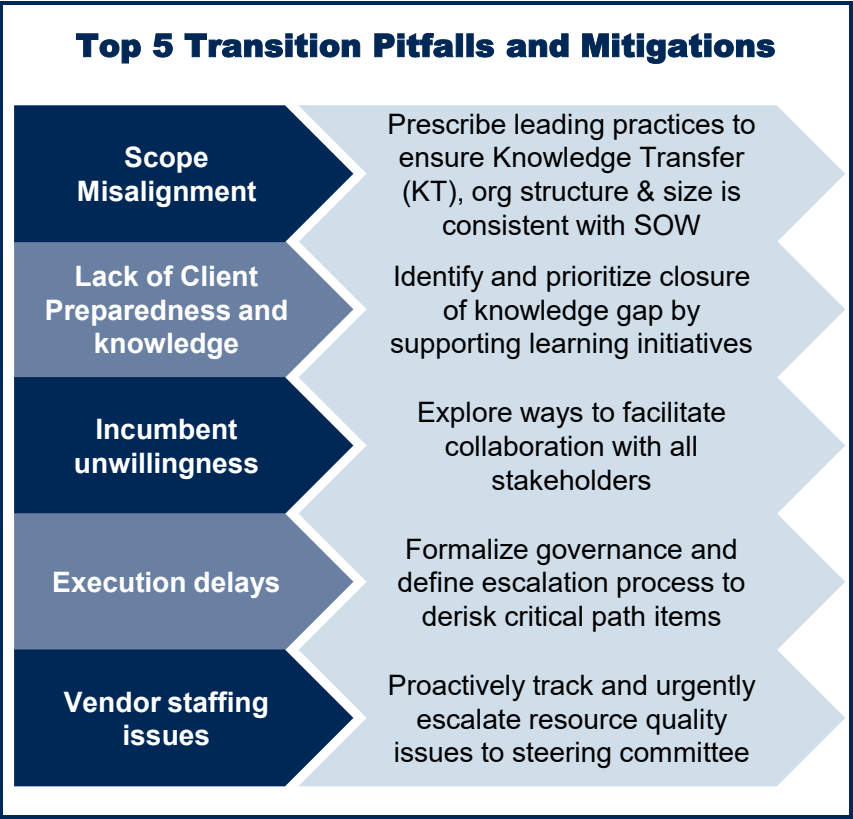 Top 5 Transition Pitfalls and Mitigations
Scope
Misalignment
Prescribe leading practices to
ensure Knowledge Transfer
(KT), org structure & size is
consistent with SOW
Lack of Client
Preparedness and
knowledge
Identify and prioritize closure
of knowledge gap by
supporting learning initiatives
Incumbent
unwillingness
Explore ways to facilitate
collaboration with all
stakeholders
Execution delays
Formalize governance and
define escalation process to
derisk critical path items
Vendor staffing
issues
Proactively track and urgently
escalate resource quality
issues to steering committee